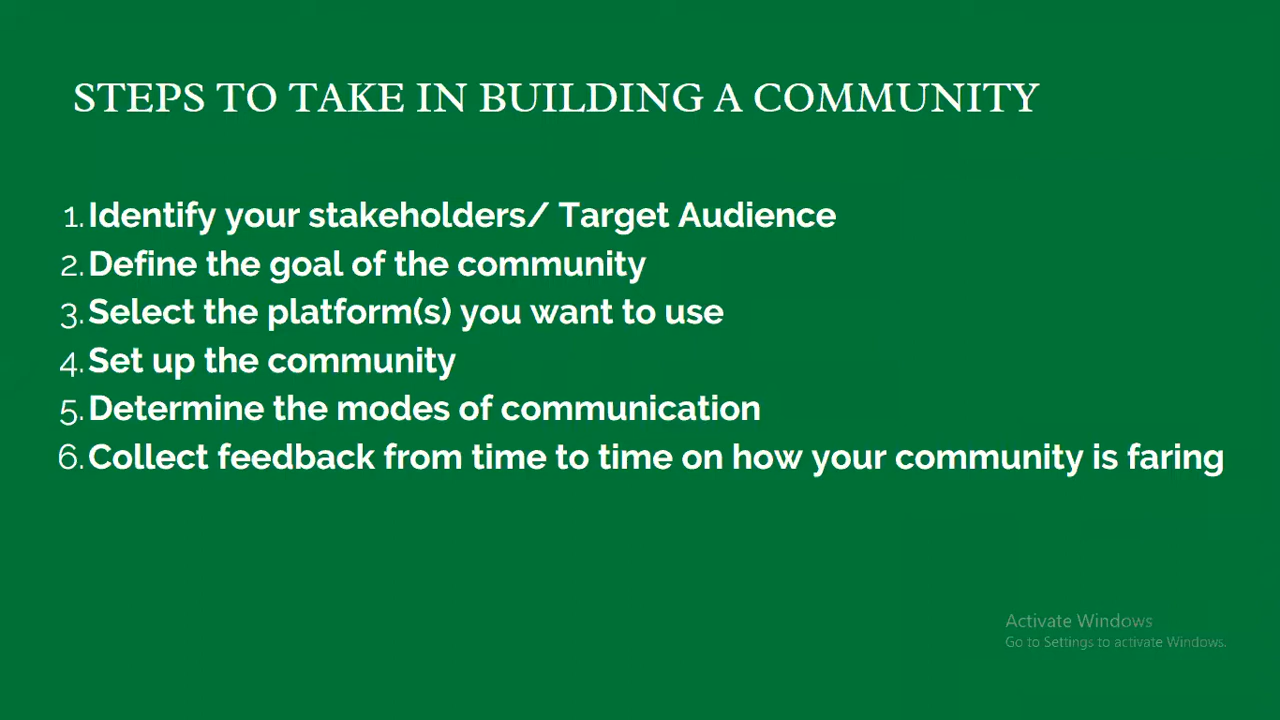 STEPS TO TAKE IN BUILDING A COMMUNITY
1. Identify your stakeholders/ Target Audience
2. Define the goal of the community
3. Select the platform(s) you want to use
4. Set up the community
5. Determine the modes of communication
6. Collect feedback from time to time on how your community is faring
Activate Windows
Go to Settings to activate Windows.